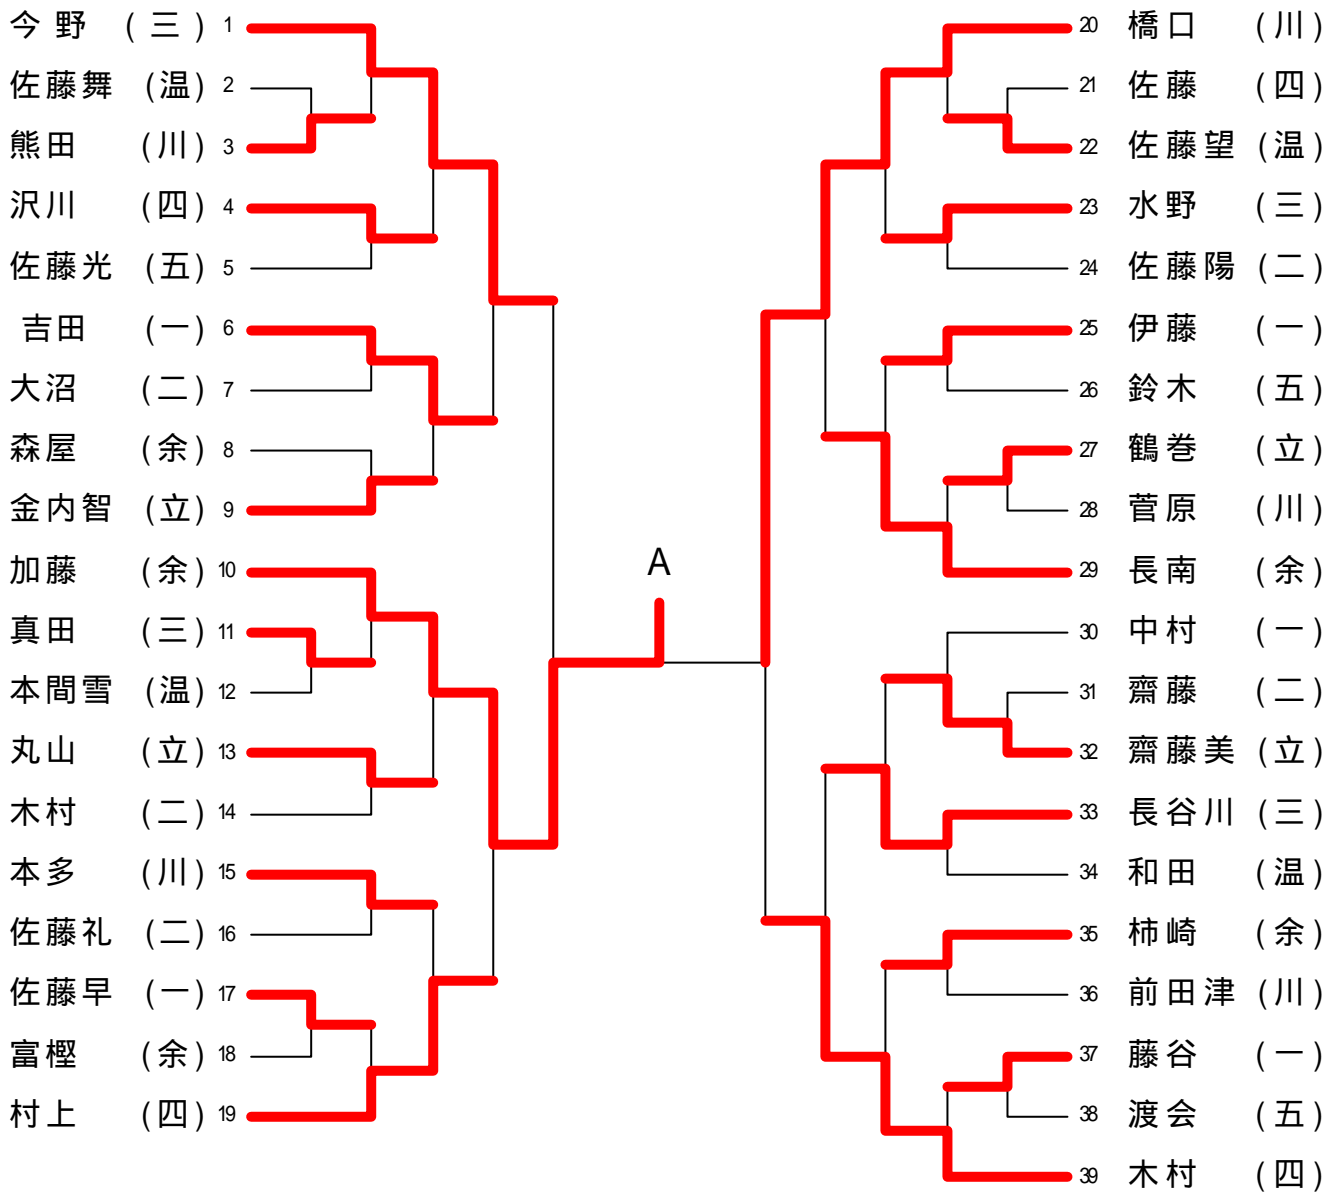 今野 (三) 1
佐藤舞 (温) 2
熊田 (川) 3
沢川 (四) 4
佐藤光 (五) 5
吉田 (一) 6
大沼 (二) 7
森屋 (余) 8
金内智 (立) 9
加藤 (余) 10
真田 (三) 11
本間雪 (温) 12
丸山 (立) 13
木村 (二) 14
本多 (川) 15
佐藤礼 (二) 16
佐藤早 (一) 17
富樫 (余) 18
村上 (四) 19
A
20 橋口 (川)
21 佐藤 (四)
22 佐藤望 (温)
23 水野 (三)
24 佐藤陽 (二)
25 伊藤 (一)
26 鈴木 (五)
27 鶴巻 (立)
28 菅原 (川)
29 長南 (余)
30 中村 (一)
31 齋藤 (二)
32 齋藤美 (立)
33 長谷川 (三)
34 和田 (温)
35 柿崎 (余)
36 前田津 (川)
37 藤谷 (一)
38 渡会 (五)
39 木村 (四)